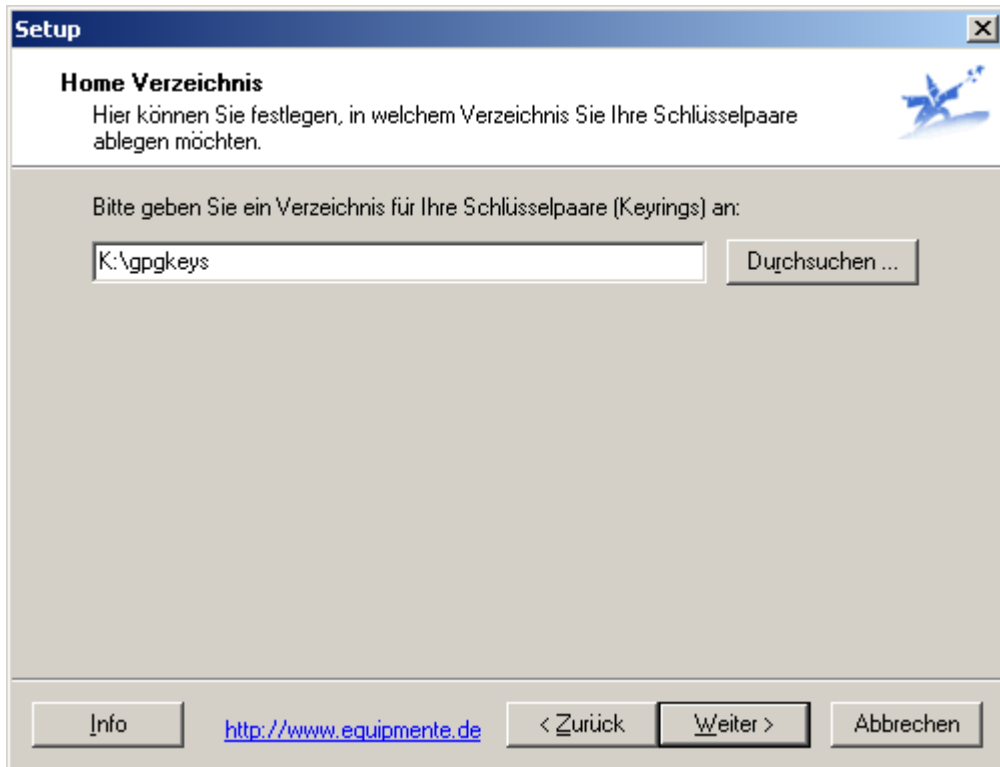 Setup
Home Verzeichnis
Hier können Sie festlegen, in welchem Verzeichnis Sie Ihre Schlüsselpaare
ablegen möchten.
Bitte geben Sie ein Verzeichnis für Ihre Schlüsselpaare (Keyrings) an:
K:\gpgkeys
Durchsuchen ...
Info
http://www.equipmente.de
< Zurück
Weiter >
Abbrechen